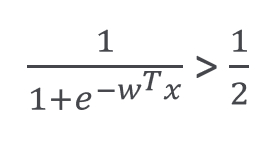 1/(1+e^{-w^T x}) > 1/2